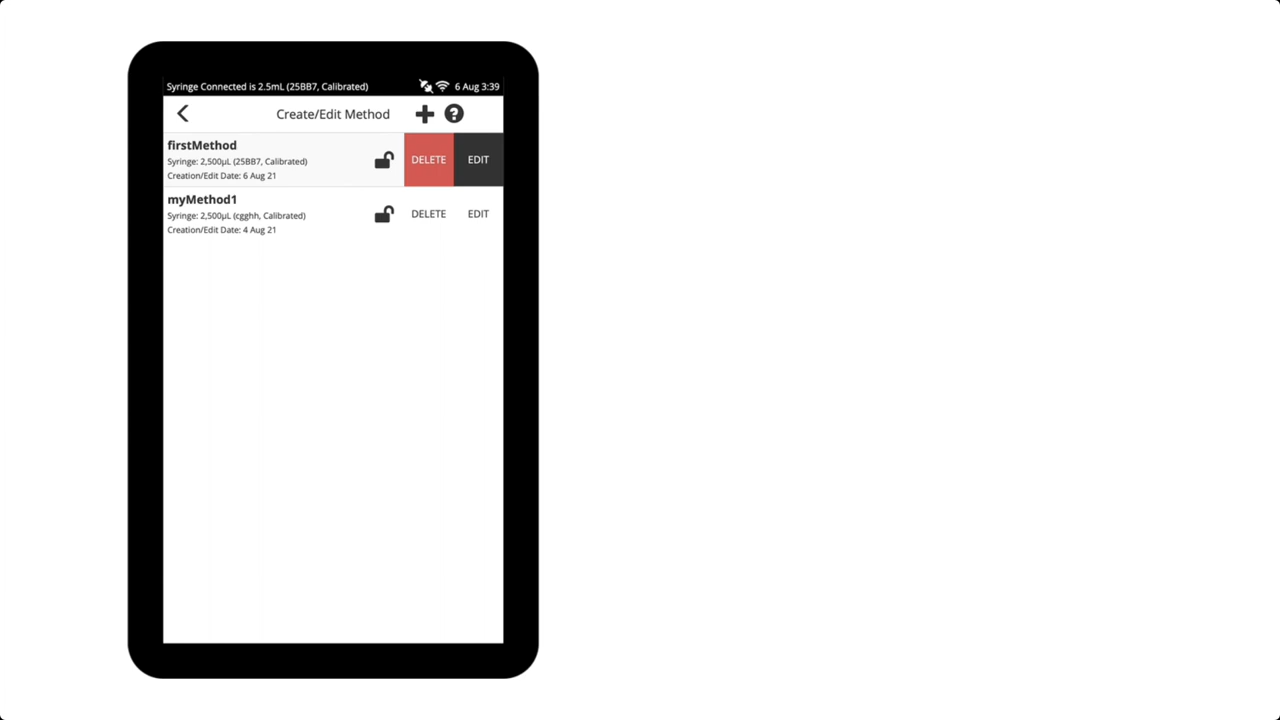 Syringe Connected is 2.5mL (25BB7, Calibrated) 6 Aug 3:39
Create/Edit Method
firstMethod
Syringe: 2,500µL (25BB7, Calibrated)
Creation/Edit Date: 6 Aug 21
DELETE EDIT
myMethod1
Syringe: 2,500µL (cgghh, Calibrated)
Creation/Edit Date: 4 Aug 21
DELETE EDIT